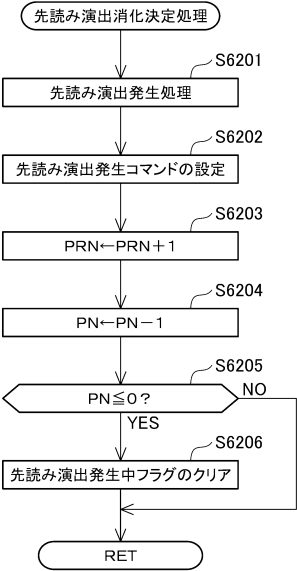 先読み演出消化決定処理
S6201
先読み演出発生処理
S6202
先読み演出発生コマンドの設定
S6203
PRN←PRN＋1
S6204
PN←PN－1
S6205
PN≦0？
NO
YES
S6206
先読み演出発生中フラグのクリア
RET